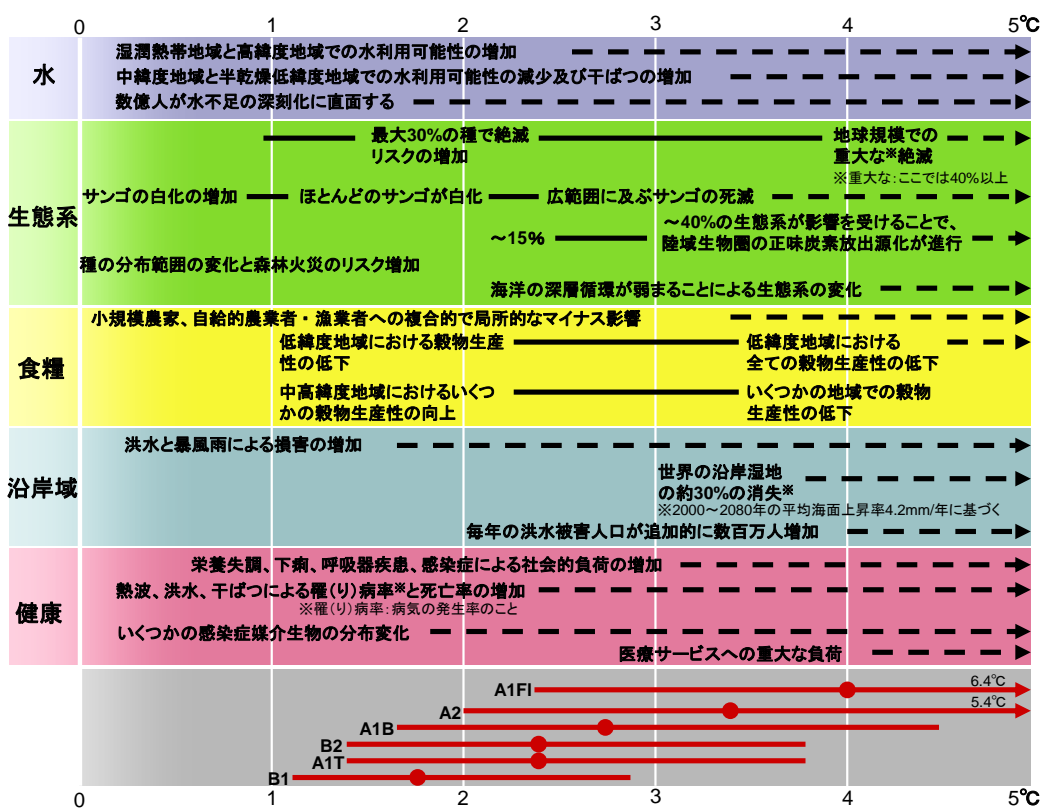 0 1 2 3 4 5℃
水
湿潤熱帯地域と高緯度地域での水利用可能性の増加
中緯度地域と半乾燥低緯度地域での水利用可能性の減少及び干ばつの増加
数億人が水不足の深刻化に直面する
生態系
最大30%の種で絶滅
リスクの増加
地球規模での
重大な※絶滅
※重大な：ここでは40%以上
サンゴの白化の増加
ほとんどのサンゴが白化
広範囲に及ぶサンゴの死滅
～15%
～40%の生態系が影響を受けることで、
陸域生物圏の正味炭素放出源化が進行
種の分布範囲の変化と森林火災のリスク増加
海洋の深層循環が弱まることによる生態系の変化
食糧
小規模農家、自給的農業者・漁業者への複合的で局所的なマイナス影響
低緯度地域における穀物生産
性の低下
低緯度地域における
全ての穀物生産性の低下
中高緯度地域におけるいくつ
かの穀物生産性の向上
いくつかの地域での穀物
生産性の低下
沿岸域
洪水と暴風雨による損害の増加
世界の沿岸湿地
の約30%の消失※
※2000～2080年の平均海面上昇率4.2mm/年に基づく
毎年の洪水被害人口が追加的に数百万人増加
健康
栄養失調、下痢、呼吸器疾患、感染症による社会的負荷の増加
熱波、洪水、干ばつによる罹（り）病率※と死亡率の増加
※罹（り）病率：病気の発生率のこと
いくつかの感染症媒介生物の分布変化
医療サービスへの重大な負荷
A1FI
6.4℃
A2
5.4℃
A1B
B2
A1T
B1
0 1 2 3 4 5℃